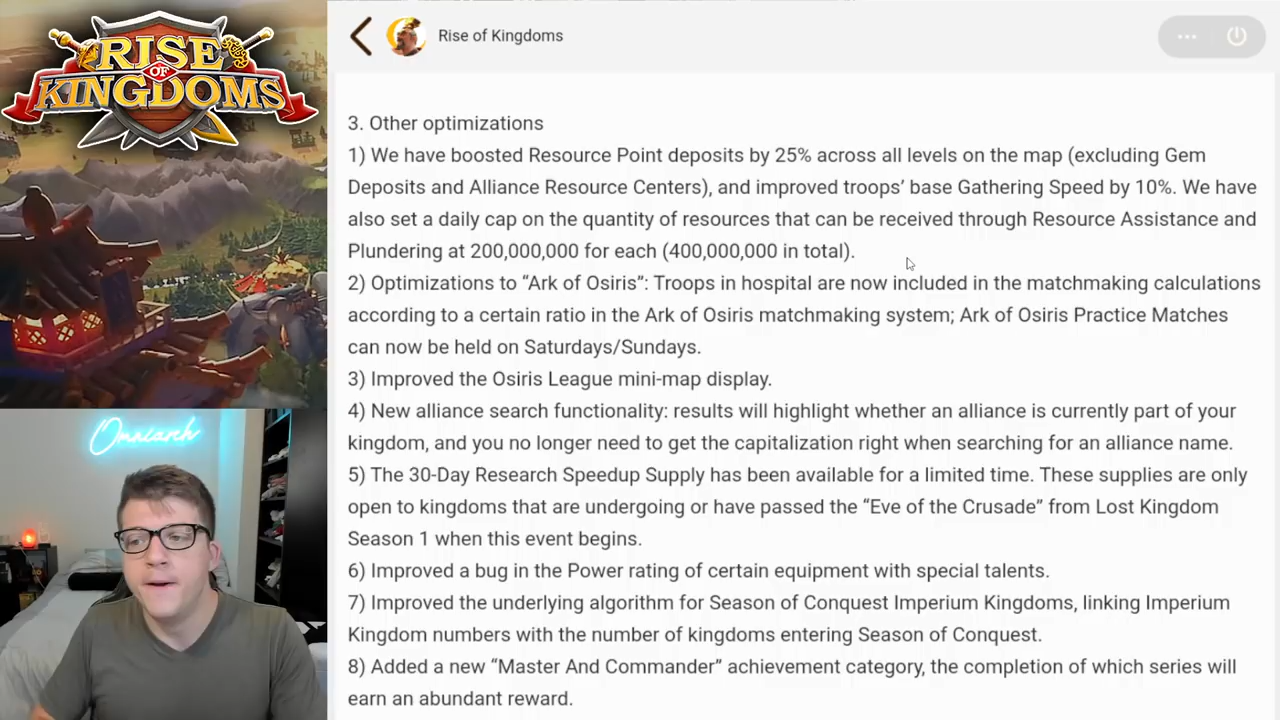 RISE
OF
KINGDOMS
Rise of Kingdoms
3. Other optimizations
1) We have boosted Resource Point deposits by 25% across all levels on the map (excluding Gem
Deposits and Alliance Resource Centers), and improved troops’ base Gathering Speed by 10%. We have
also set a daily cap on the quantity of resources that can be received through Resource Assistance and
Plundering at 200,000,000 for each (400,000,000 in total).
2) Optimizations to “Ark of Osiris”: Troops in hospital are now included in the matchmaking calculations
according to a certain ratio in the Ark of Osiris matchmaking system; Ark of Osiris Practice Matches
can now be held on Saturdays/Sundays.
3) Improved the Osiris League mini-map display.
4) New alliance search functionality: results will highlight whether an alliance is currently part of your
kingdom, and you no longer need to get the capitalization right when searching for an alliance name.
5) The 30-Day Research Speedup Supply has been available for a limited time. These supplies are only
open to kingdoms that are undergoing or have passed the “Eve of the Crusade” from Lost Kingdom
Season 1 when this event begins.
6) Improved a bug in the Power rating of certain equipment with special talents.
7) Improved the underlying algorithm for Season of Conquest Imperium Kingdoms, linking Imperium
Kingdom numbers with the number of kingdoms entering Season of Conquest.
8) Added a new “Master And Commander” achievement category, the completion of which series will
earn an abundant reward.
Omniarch